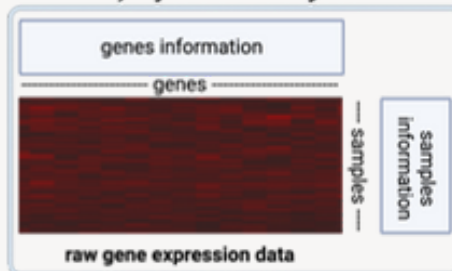 genes information
genes
samples
samples
information
raw gene expression data